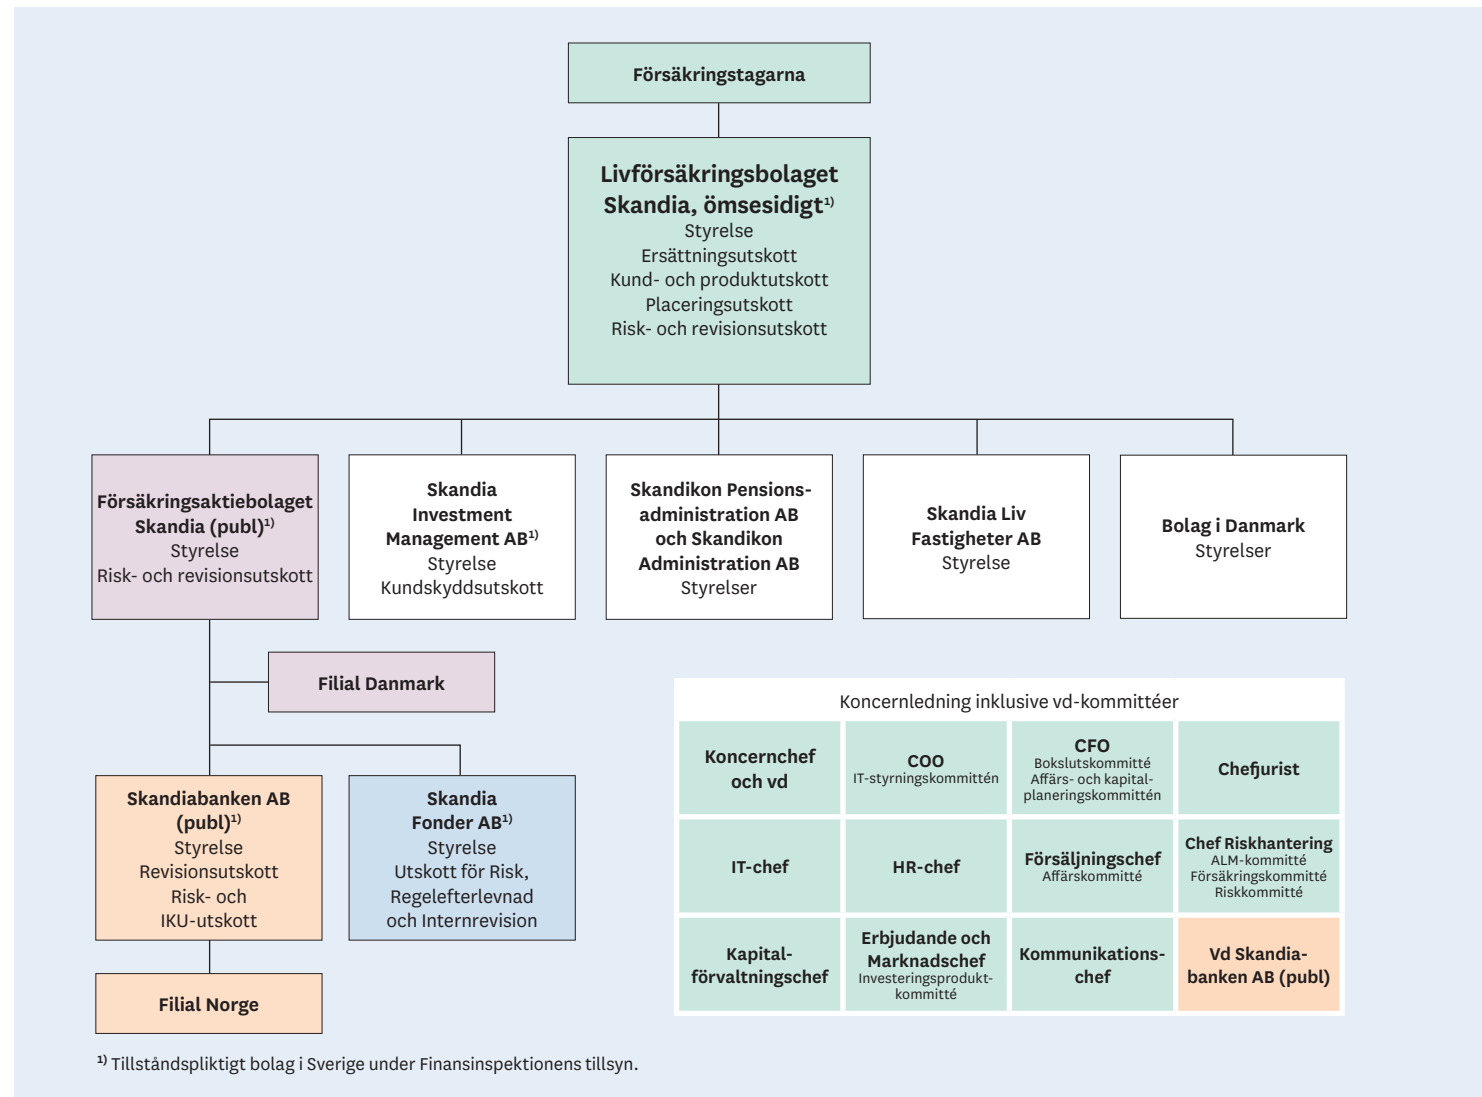 Försäkringstagarna
Livförsäkringsbolaget
Skandia, ömsesidigt¹⁾
Styrelse
Ersättningsutskott
Kund- och produktutskott
Placeringsutskott
Risk- och revisionsutskott
Försäkringsaktiebolaget
Skandia (publ)¹⁾
Styrelse
Risk- och revisionsutskott
Skandia
Investment
Management AB¹⁾
Styrelse
Kundskyddsutskott
Skandikon Pensions-
administration AB
och Skandikon
Administration AB
Styrelser
Skandia Liv
Fastigheter AB
Styrelse
Bolag i Danmark
Styrelser
Filial Danmark
Skandiabanken AB
(publ)¹⁾
Styrelse
Revisionsutskott
Risk- och
IKU-utskott
Skandia
Fonder AB¹⁾
Styrelse
Utskott för Risk,
Regelefterlevnad
och Internrevision
Filial Norge
Koncernledning inklusive vd-kommittéer
Koncernchef
och vd
COO
IT-styrningskommittén
CFO
Bokslutskommitté
Affärs- och kapital-
planeringskommittén
Chefjurist
IT-chef
HR-chef
Försäljningschef
Affärskommitté
Chef Riskhantering
ALM-kommitté
Försäkringskommitté
Riskkommitté
Kapital-
förvaltningschef
Erbjudande och
Marknadschef
Investeringsprodukt-
kommitté
Kommunikations-
chef
Vd Skandia-
banken AB (publ)
¹⁾ Tillståndspliktigt bolag i Sverige under Finansinspektionens tillsyn.